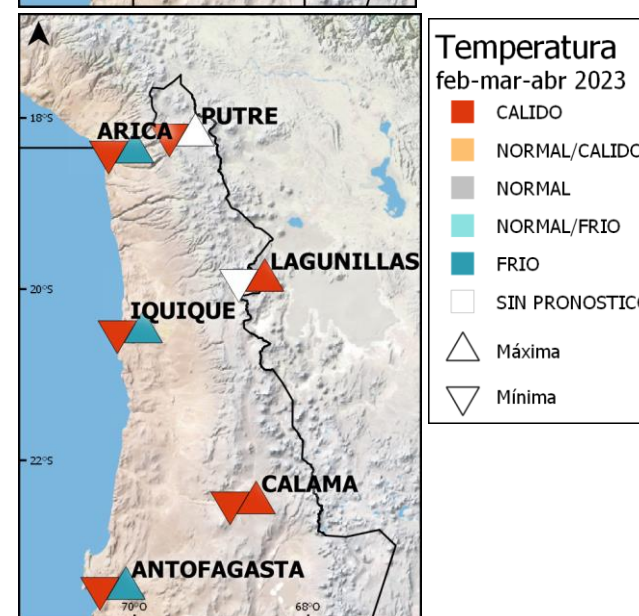 18°S
20°S
22°S
70°O
68°O
PUTRE
ARICA
LAGUNILLAS
IQUIQUE
CALAMA
ANTOFAGASTA
Temperatura
feb-mar-abr 2023
CALIDO
NORMAL/CALIDO
NORMAL
NORMAL/FRIO
FRIO
SIN PRONOSTICO
Máxima
Mínima